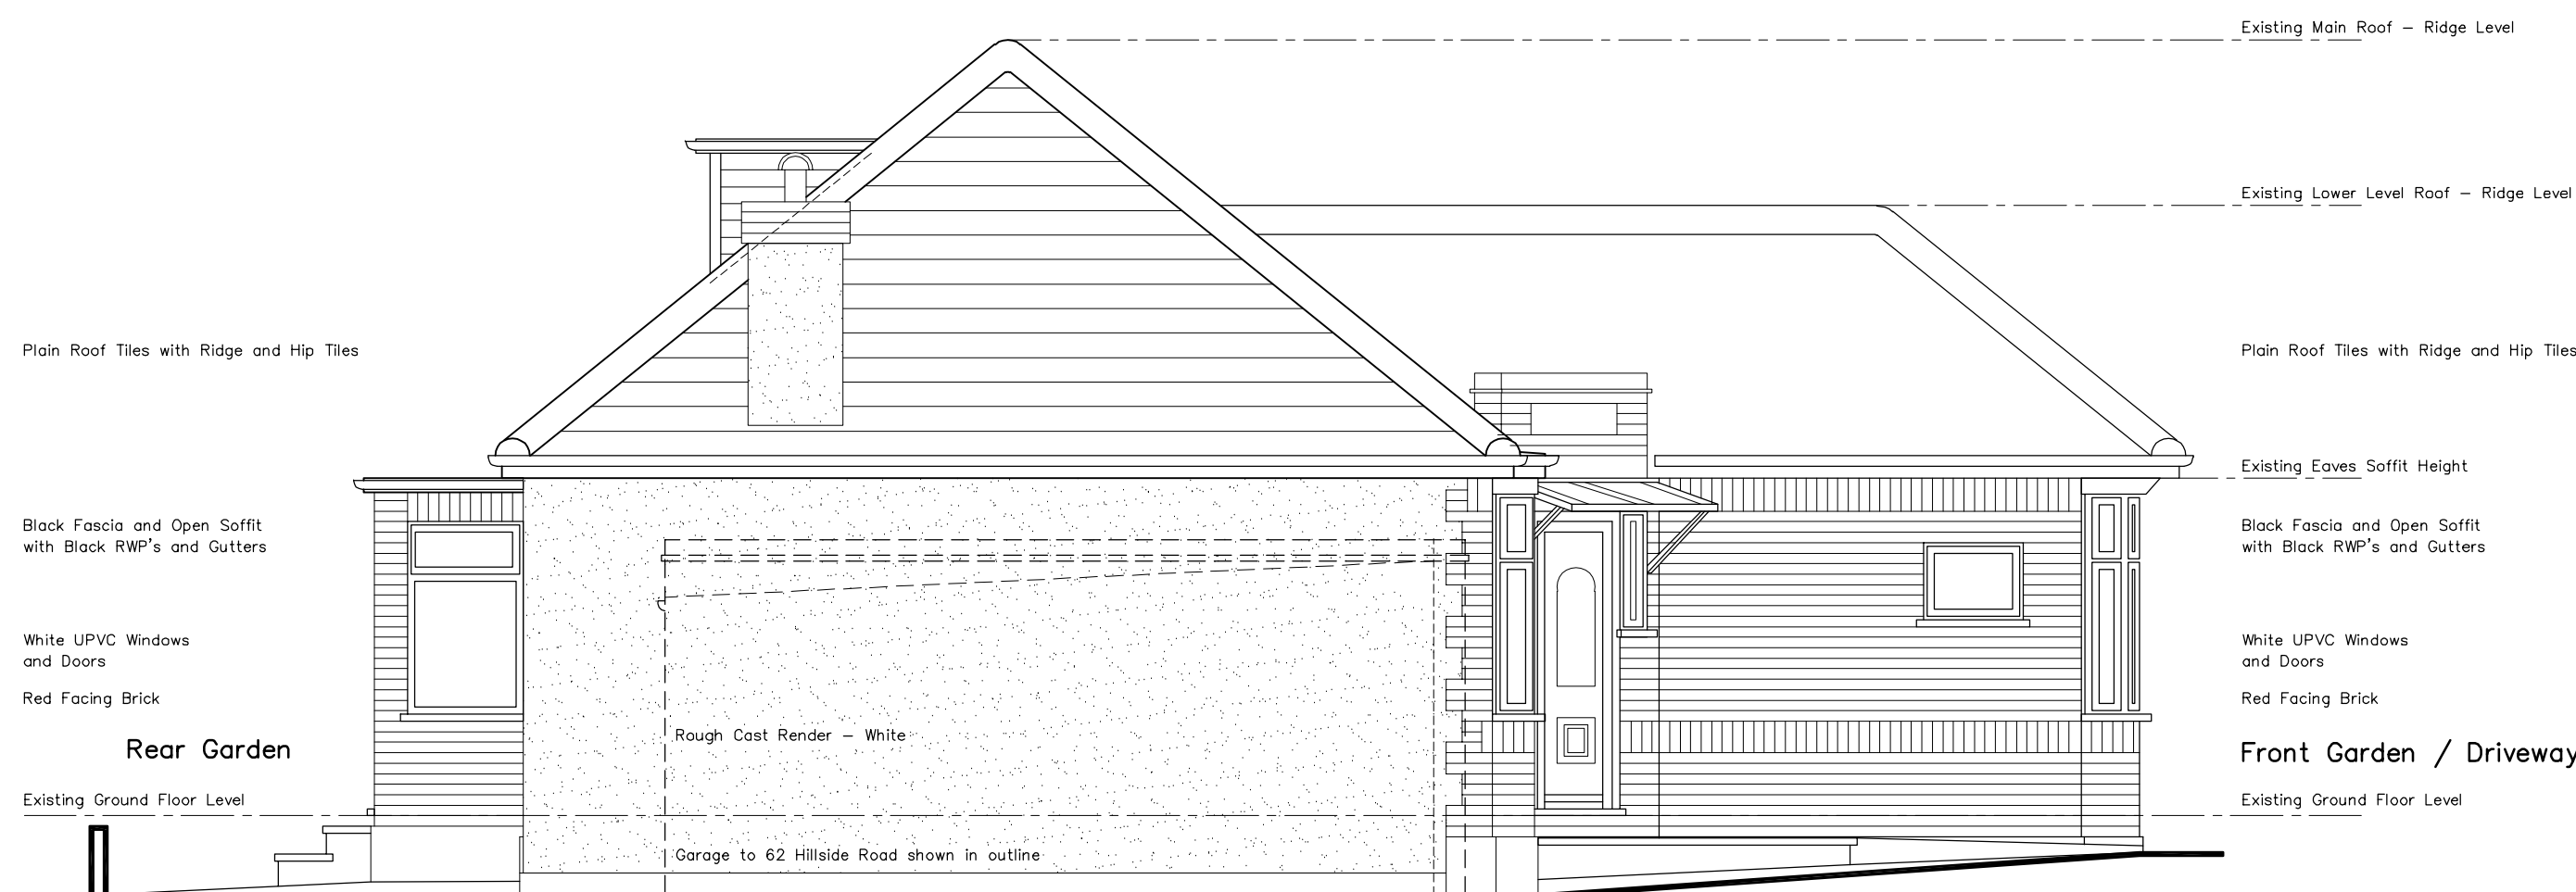 Existing Main Roof – Ridge Level
Existing Lower Level Roof – Ridge Level
Plain Roof Tiles with Ridge and Hip Tiles
Plain Roof Tiles with Ridge and Hip Tiles
Existing Eaves Soffit Height
Black Fascia and Open Soffit
with Black RWP's and Gutters
Black Fascia and Open Soffit
with Black RWP's and Gutters
White UPVC Windows
and Doors
White UPVC Windows
and Doors
Red Facing Brick
Red Facing Brick
Rough Cast Render – White
Rear Garden
Front Garden / Driveway
Existing Ground Floor Level
Existing Ground Floor Level
Garage to 62 Hillside Road shown in outline